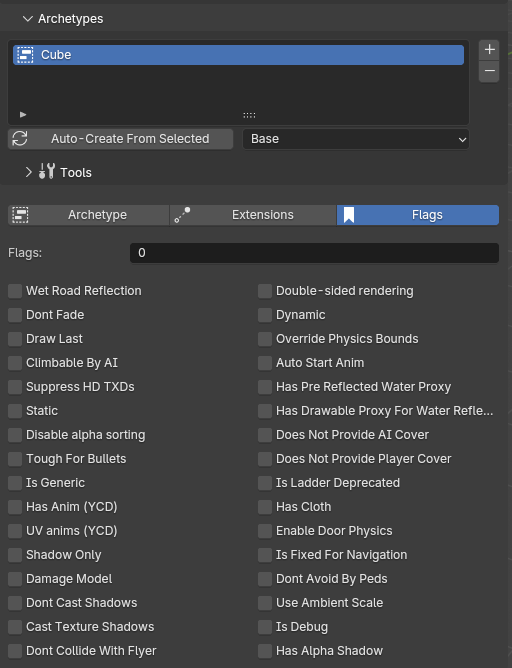 Archetypes
Cube
Auto-Create From Selected Base
Tools
Archetype Extensions Flags
Flags: 0
Wet Road Reflection Double-sided rendering
Dont Fade Dynamic
Draw Last Override Physics Bounds
Climbable By AI Auto Start Anim
Suppress HD TXDs Has Pre Reflected Water Proxy
Static Has Drawable Proxy For Water Refle...
Disable alpha sorting Does Not Provide AI Cover
Tough For Bullets Does Not Provide Player Cover
Is Generic Is Ladder Deprecated
Has Anim (YCD) Has Cloth
UV anims (YCD) Enable Door Physics
Shadow Only Is Fixed For Navigation
Damage Model Dont Avoid By Peds
Dont Cast Shadows Use Ambient Scale
Cast Texture Shadows Is Debug
Dont Collide With Flyer Has Alpha Shadow